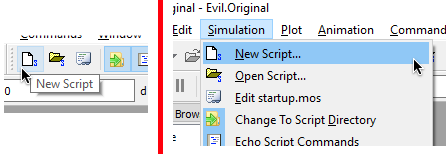 ginal - Evil.Original
Edit Simulation Plot Animation Command
New Script
0 d
New Script...
Open Script...
Edit startup.mos
Brow
Change To Script Directory
Echo Script Commands